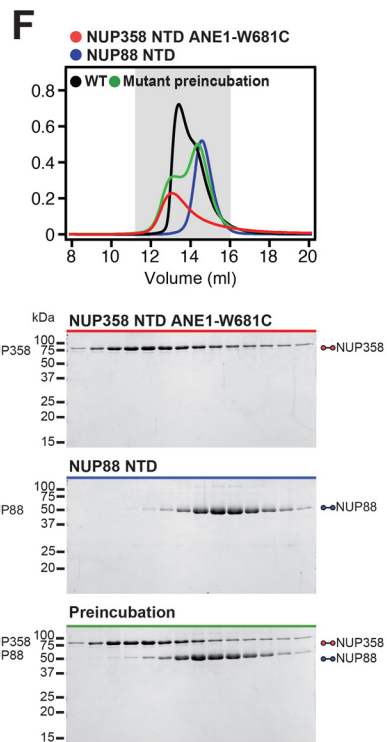 F
NUP358 NTD ANE1-W681C
NUP88 NTD
WT Mutant preincubation
0.8
0.6
0.4
0.2
0
8 10 12 14 16 18 20
Volume (ml)
kDa NUP358 NTD ANE1-W681C
100
P358 75 NUP358
50
37
25
20
15
NUP88 NTD
100
75
P88 50 NUP88
37
25
20
Preincubation
100
P358 75 NUP358
P88 50 NUP88
37
25
20
15